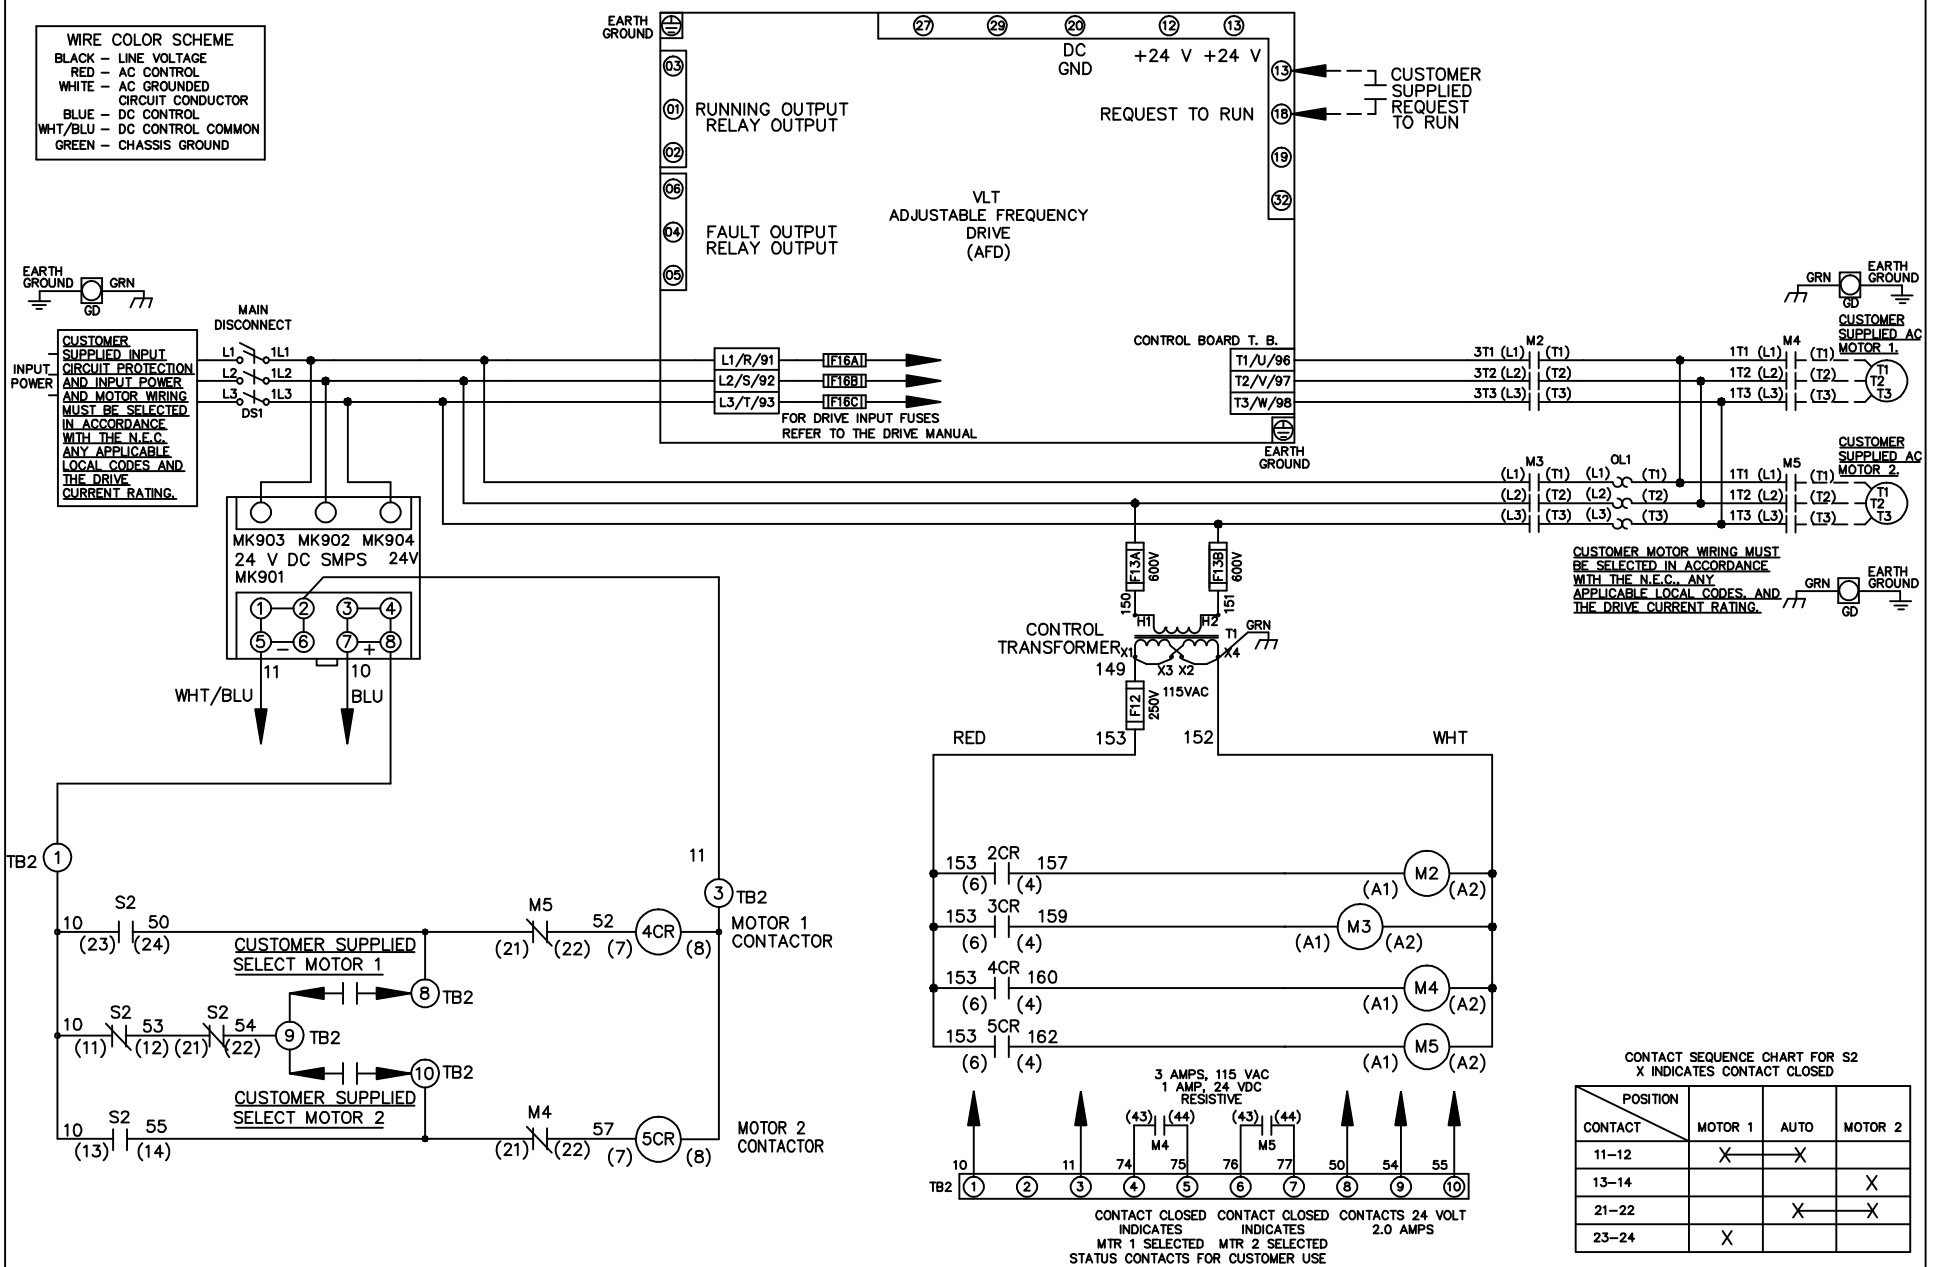 WIRE COLOR SCHEME
BLACK – LINE VOLTAGE
RED – AC CONTROL
WHITE – AC GROUNDED
CIRCUIT CONDUCTOR
BLUE – DC CONTROL
WHT/BLU – DC CONTROL COMMON
GREEN – CHASSIS GROUND
EARTH
GROUND
03
01
02
RUNNING OUTPUT
RELAY OUTPUT
06
04
05
FAULT OUTPUT
RELAY OUTPUT
27 29 20 12 13
DC
GND
+24 V +24 V
13
18
19
32
REQUEST TO RUN
CUSTOMER
SUPPLIED
REQUEST
TO RUN
VLT
ADJUSTABLE FREQUENCY
DRIVE
(AFD)
EARTH
GROUND
GRN
GD
INPUT
POWER
CUSTOMER
SUPPLIED INPUT
CIRCUIT PROTECTION
AND INPUT POWER
AND MOTOR WIRING
MUST BE SELECTED
IN ACCORDANCE
WITH THE N.E.C.
ANY APPLICABLE
LOCAL CODES AND
THE DRIVE
CURRENT RATING.
MAIN
DISCONNECT
L1 1L1
L2 1L2
L3 1L3
DS1
L1/R/91 F16A
L2/S/92 F16B
L3/T/93 F16C
FOR DRIVE INPUT FUSES
REFER TO THE DRIVE MANUAL
CONTROL BOARD T. B.
T1/U/96
T2/V/97
T3/W/98
EARTH
GROUND
M2
3T1 (L1) (T1)
3T2 (L2) (T2)
3T3 (L3) (T3)
GRN
GD
EARTH
GROUND
CUSTOMER
SUPPLIED AC
MOTOR 1.
M4
1T1 (L1) (T1)
1T2 (L2) (T2)
1T3 (L3) (T3)
T1
T2
T3
M3
(L1) (T1)
(L2) (T2)
(L3) (T3)
OL1
(L1) (T1)
(L2) (T2)
(L3) (T3)
CUSTOMER
SUPPLIED AC
MOTOR 2.
M5
1T1 (L1) (T1)
1T2 (L2) (T2)
1T3 (L3) (T3)
T1
T2
T3
CUSTOMER MOTOR WIRING MUST
BE SELECTED IN ACCORDANCE
WITH THE N.E.C., ANY
APPLICABLE LOCAL CODES, AND
THE DRIVE CURRENT RATING.
GRN
GD
EARTH
GROUND
MK903 MK902 MK904
24 V DC SMPS 24V
MK901
1 2 3 4
5 – 6 7 + 8
11
10
WHT/BLU
BLU
F13A
600V
F13B
600V
150
151
H1 H2
CONTROL
TRANSFORMER
T1
GRN
X1 X3 X2 X4
149
F12
250V
115VAC
153
152
RED
WHT
TB2 1
11
3 TB2
10 S2 50
(23) (24)
CUSTOMER SUPPLIED
SELECT MOTOR 1
M5
(21) (22)
52
(7) 4CR (8)
MOTOR 1
CONTACTOR
8 TB2
10 S2 53 S2 54
(11) (12) (21) (22)
9 TB2
10 TB2
CUSTOMER SUPPLIED
SELECT MOTOR 2
10 S2 55
(13) (14)
M4
(21) (22)
57
(7) 5CR (8)
MOTOR 2
CONTACTOR
153 2CR 157
(6) (4)
(A1) M2 (A2)
153 3CR 159
(6) (4)
(A1) M3 (A2)
153 4CR 160
(6) (4)
(A1) M4 (A2)
153 5CR 162
(6) (4)
(A1) M5 (A2)
3 AMPS, 115 VAC
1 AMP, 24 VDC
RESISTIVE
(43) (44) (43) (44)
M4 M5
10 11 74 75 76 77 50 54 55
TB2 1 2 3 4 5 6 7 8 9 10
CONTACT CLOSED
INDICATES
MTR 1 SELECTED
CONTACT CLOSED
INDICATES
MTR 2 SELECTED
STATUS CONTACTS FOR CUSTOMER USE
CONTACTS 24 VOLT
2.0 AMPS
CONTACT SEQUENCE CHART FOR S2
X INDICATES CONTACT CLOSED
POSITION
CONTACT MOTOR 1 AUTO MOTOR 2
11–12 X X
13–14 X
21–22 X X
23–24 X